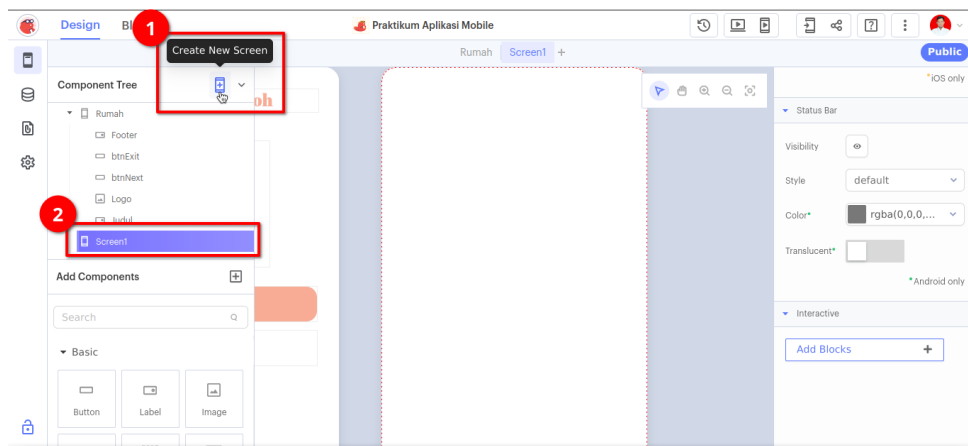 Design
Bl
1
Praktikum Aplikasi Mobile
Create New Screen
Rumah
Screen1 +
Public
Component Tree
*iOS only
oh
Rumah
Footer
btnExit
btnNext
Logo
Judul
2
Screen1
Add Components
Search
Basic
Button
Label
Image
Status Bar
Visibility
Style
default
Color*
rgba(0,0,0,...
Translucent*
*Android only
Interactive
Add Blocks +